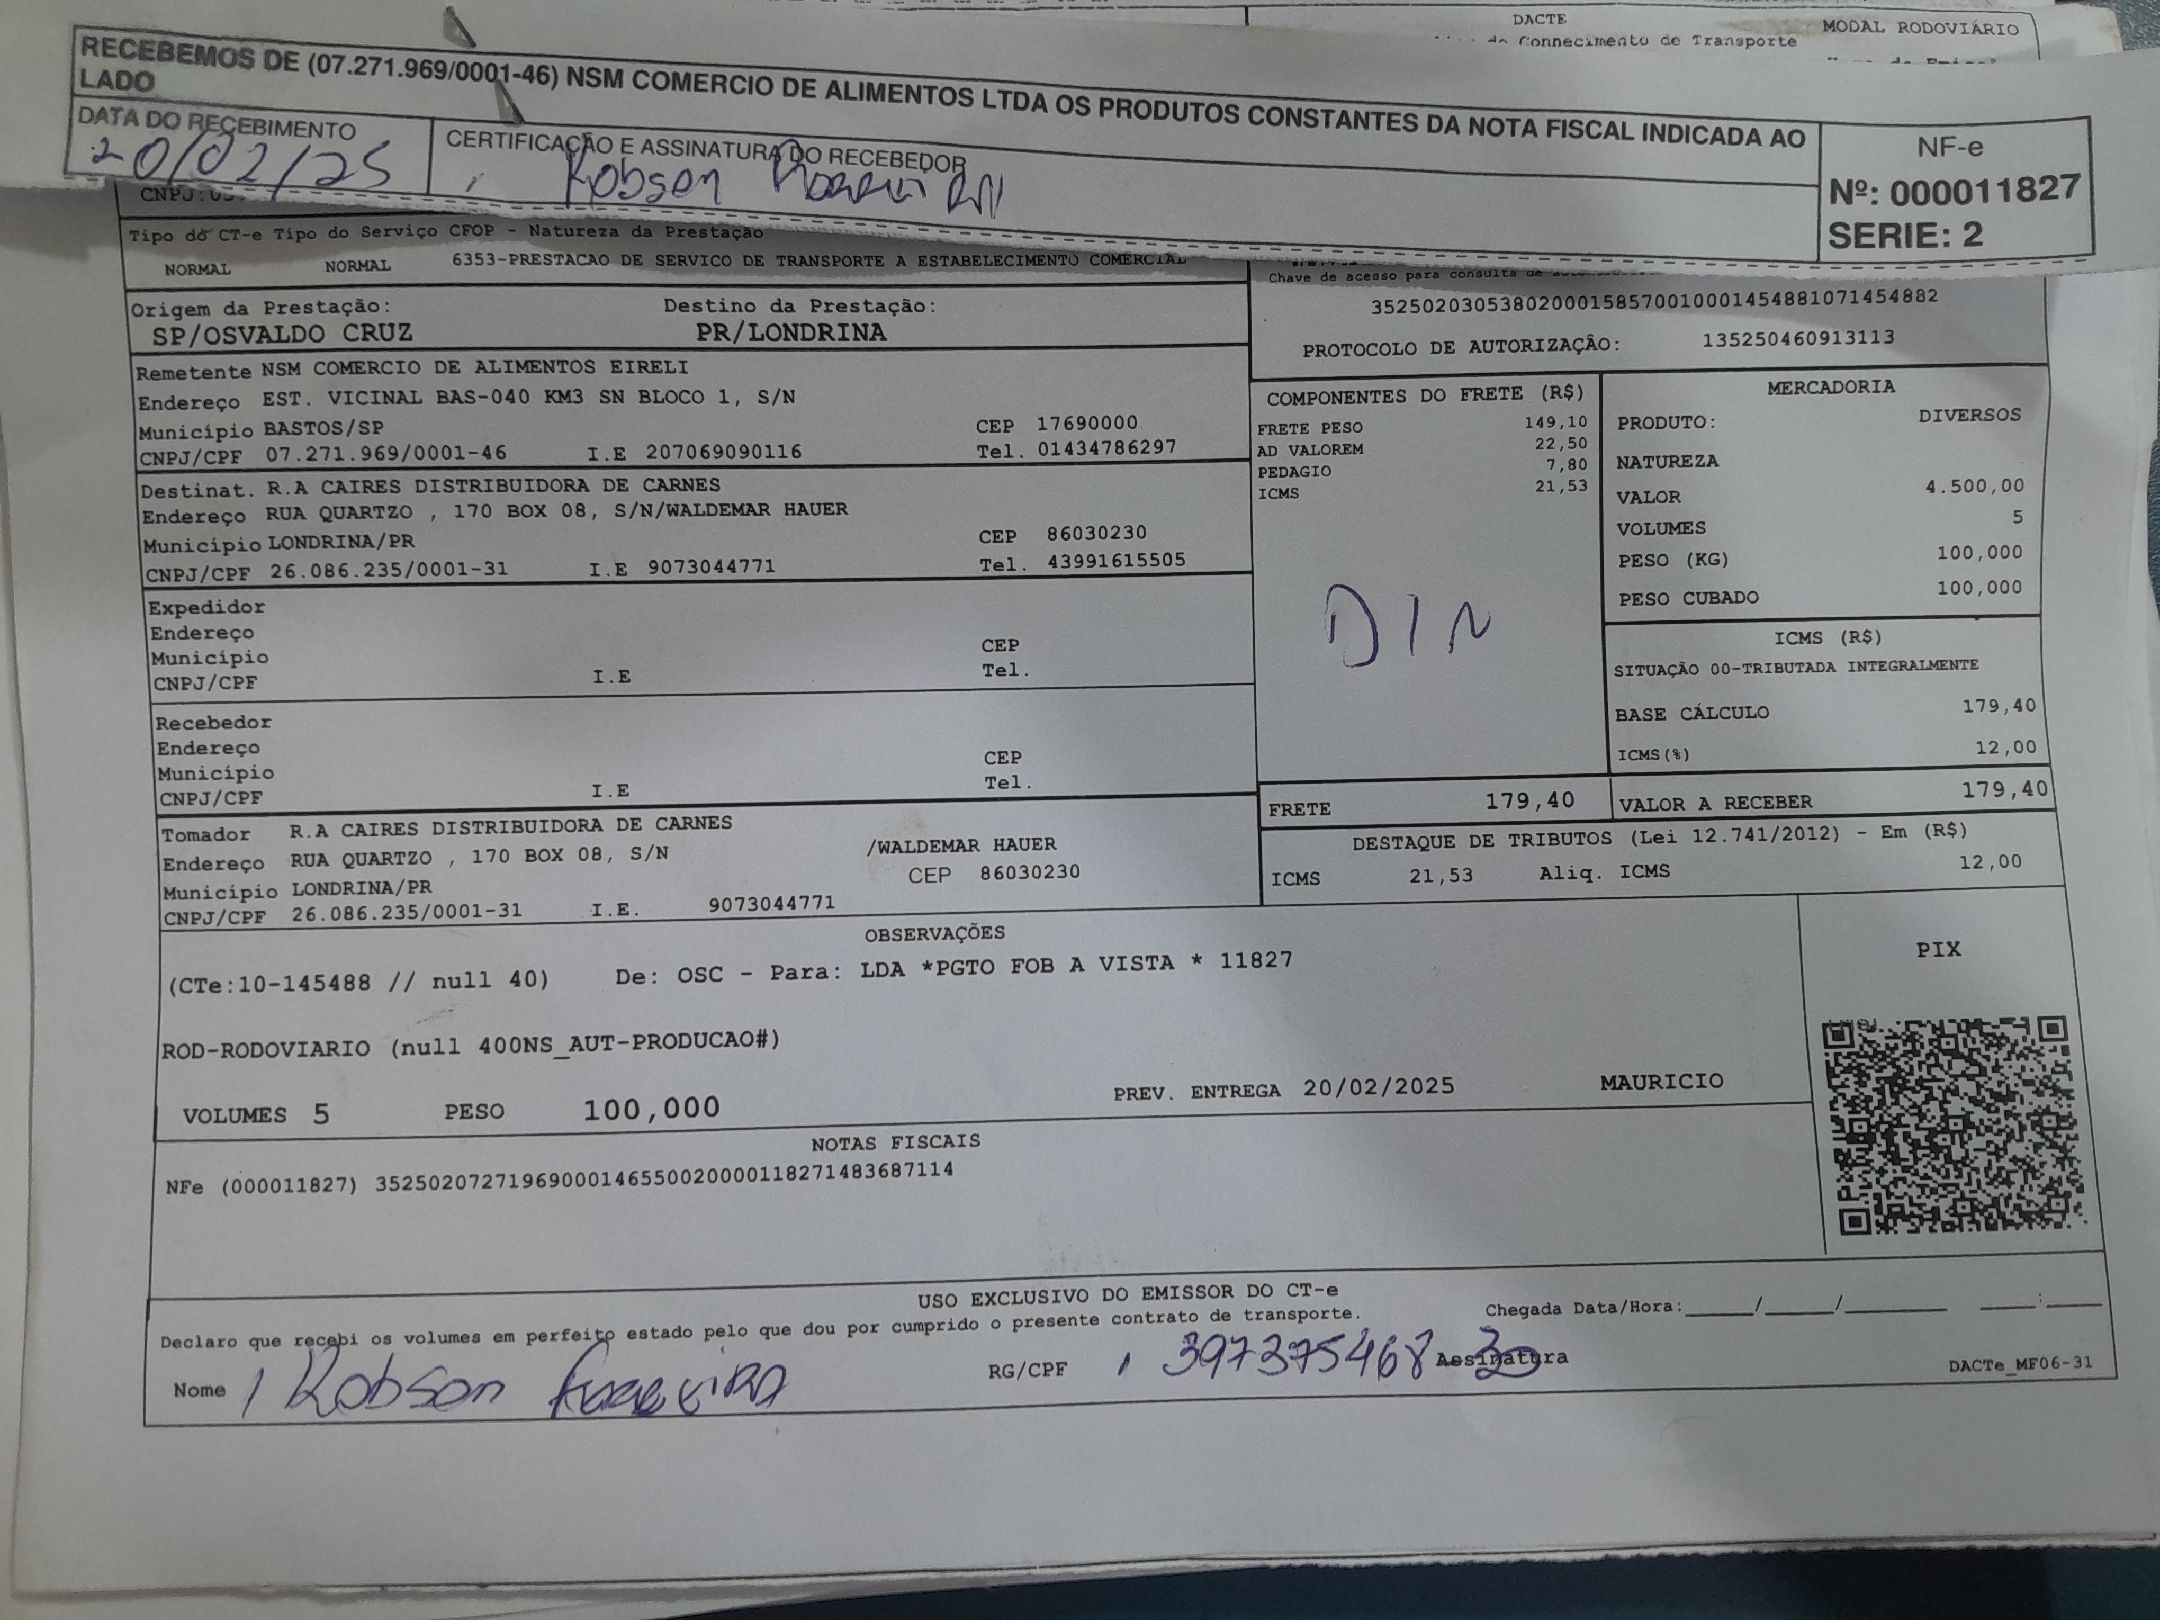 DACTE
MODAL RODOVIÁRIO
de Transporte
RECEBEMOS DE (07.271.969/0001-46) NSM COMERCIO DE ALIMENTOS LTDA OS PRODUTOS CONSTANTES DA NOTA FISCAL INDICADA AO
LADO
DATA DO RECEBIMENTO
20/02/25
CERTIFICAÇÃO E ASSINATURA DO RECEBEDOR
Robson
NF-e
Nº: 000011827
SERIE: 2
Tipo do CT-e Tipo do Serviço CFOP - Natureza da Prestação
NORMAL NORMAL 6353-PRESTACAO DE SERVICO DE TRANSPORTE A ESTABELECIMENTO COMERCIAL
Chave de acesso para consulta de
35250203053802000158570010001454881071454882
PROTOCOLO DE AUTORIZAÇÃO: 135250460913113
Origem da Prestação: Destino da Prestação:
SP/OSVALDO CRUZ PR/LONDRINA
Remetente NSM COMERCIO DE ALIMENTOS EIRELI
Endereço EST. VICINAL BAS-040 KM3 SN BLOCO 1, S/N
Município BASTOS/SP CEP 17690000
CNPJ/CPF 07.271.969/0001-46 I.E 207069090116 Tel. 01434786297
Destinat. R.A CAIRES DISTRIBUIDORA DE CARNES
Endereço RUA QUARTZO , 170 BOX 08, S/N/WALDEMAR HAUER
Município LONDRINA/PR CEP 86030230
CNPJ/CPF 26.086.235/0001-31 I.E 9073044771 Tel. 43991615505
Expedidor
Endereço
Município CEP
CNPJ/CPF I.E Tel.
Recebedor
Endereço
Município CEP
CNPJ/CPF I.E Tel.
Tomador R.A CAIRES DISTRIBUIDORA DE CARNES
Endereço RUA QUARTZO , 170 BOX 08, S/N /WALDEMAR HAUER
Município LONDRINA/PR CEP 86030230
CNPJ/CPF 26.086.235/0001-31 I.E. 9073044771
COMPONENTES DO FRETE (R$)
FRETE PESO 149,10
AD VALOREM 22,50
PEDAGIO 7,80
ICMS 21,53
DIN
MERCADORIA
PRODUTO: DIVERSOS
NATUREZA
VALOR 4.500,00
VOLUMES 5
PESO (KG) 100,000
PESO CUBADO 100,000
ICMS (R$)
SITUAÇÃO 00-TRIBUTADA INTEGRALMENTE
BASE CÁLCULO 179,40
ICMS(%) 12,00
FRETE 179,40 VALOR A RECEBER 179,40
DESTAQUE DE TRIBUTOS (Lei 12.741/2012) - Em (R$)
ICMS 21,53 Aliq. ICMS 12,00
OBSERVAÇÕES
(CTe:10-145488 // null 40) De: OSC - Para: LDA *PGTO FOB A VISTA * 11827
ROD-RODOVIARIO (null 400NS_AUT-PRODUCAO#)
VOLUMES 5 PESO 100,000 PREV. ENTREGA 20/02/2025 MAURICIO
PIX
NOTAS FISCAIS
NFe (000011827) 35250207271969000146550020000118271483687114
USO EXCLUSIVO DO EMISSOR DO CT-e
Declaro que recebi os volumes em perfeito estado pelo que dou por cumprido o presente contrato de transporte. Chegada Data/Hora:_____/_____/_______ ____:____
Nome Robson RG/CPF 397375468 30 Assinatura
DACTe_MF06-31